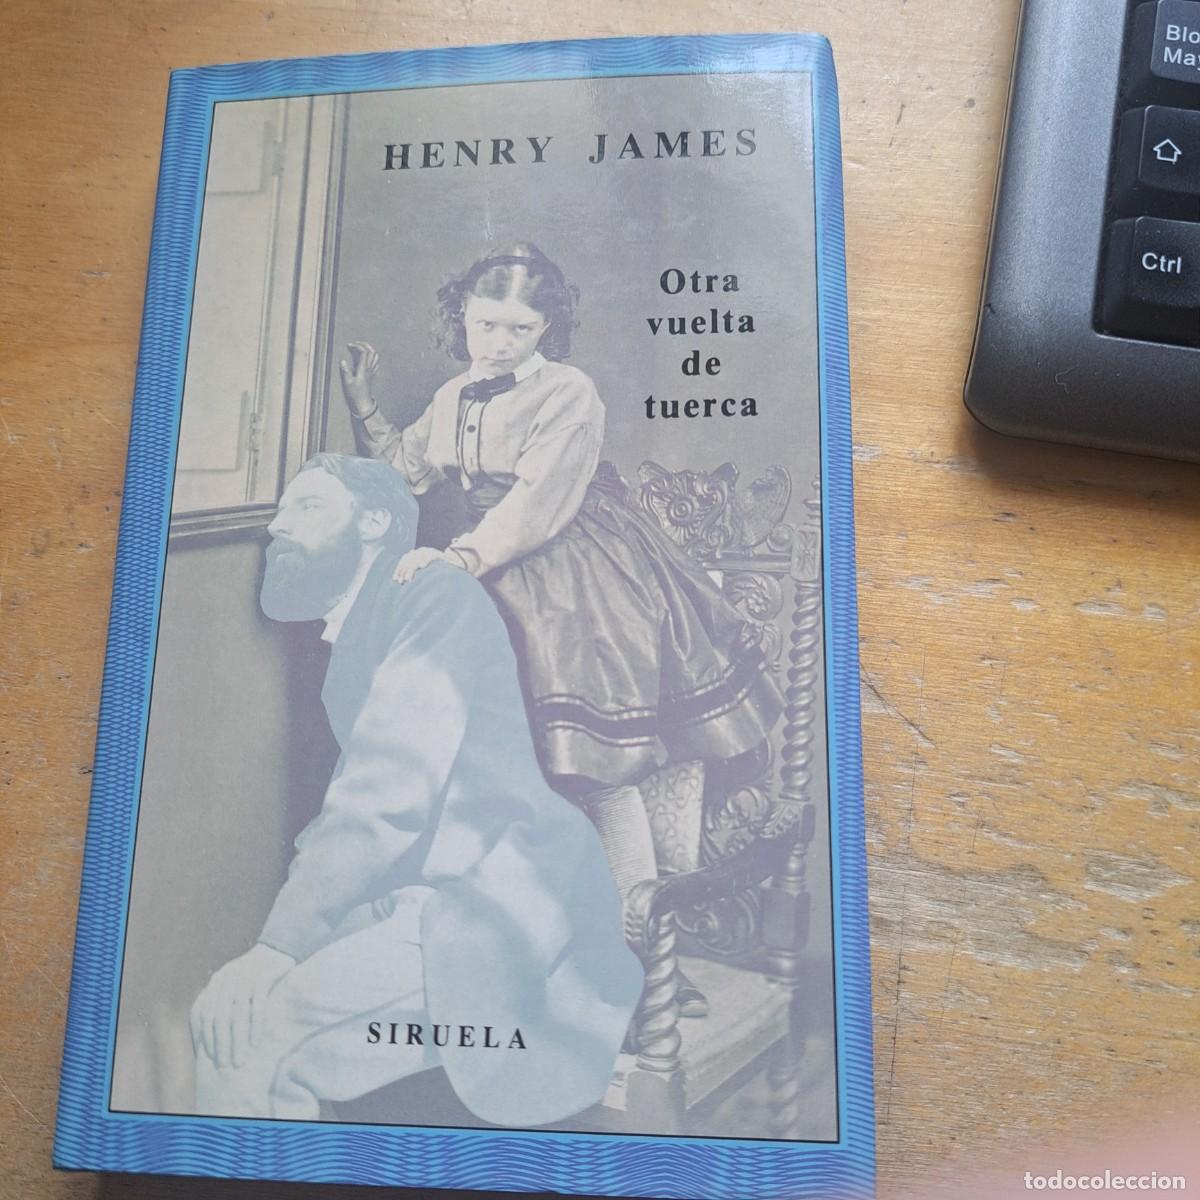 HENRY JAMES
Otra
vuelta
de
tuerca
SIRUELA
Ctrl
todocoleccion